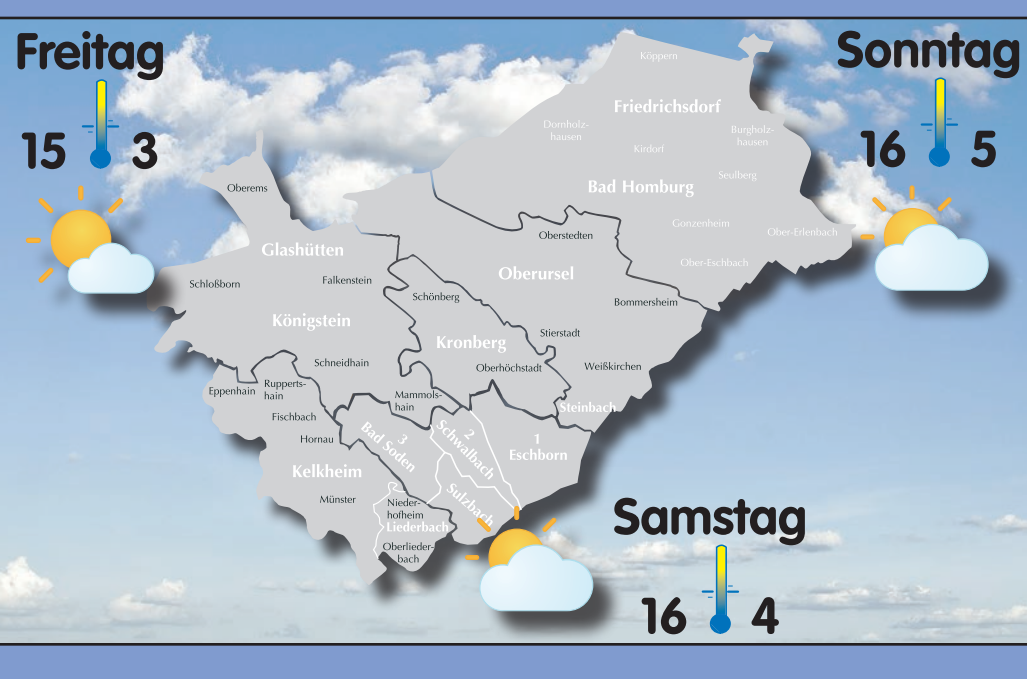 Freitag
15 3
Sonntag
16 5
Köppern
Friedrichsdorf
Dornholz-
hausen
Burgholz-
hausen
Kirdorf
Seulberg
Bad Homburg
Oberems
Gonzenheim
Ober-Erlenbach
Oberstedten
Glashütten
Ober-Eschbach
Oberursel
Schloßborn
Falkenstein
Schönberg
Bommersheim
Königstein
Kronberg
Stierstadt
Schneidhain
Oberhöchstadt
Weißkirchen
Eppenhain
Ruppertshain
Mammols-
hain
Steinbach
Fischbach
Hornau
3
Bad Soden
2
Schwalbach
1
Eschborn
Kelkheim
Sulzbach
Münster
Nieder-
hofheim
Liederbach
Oberlieder-
bach
Samstag
16 4